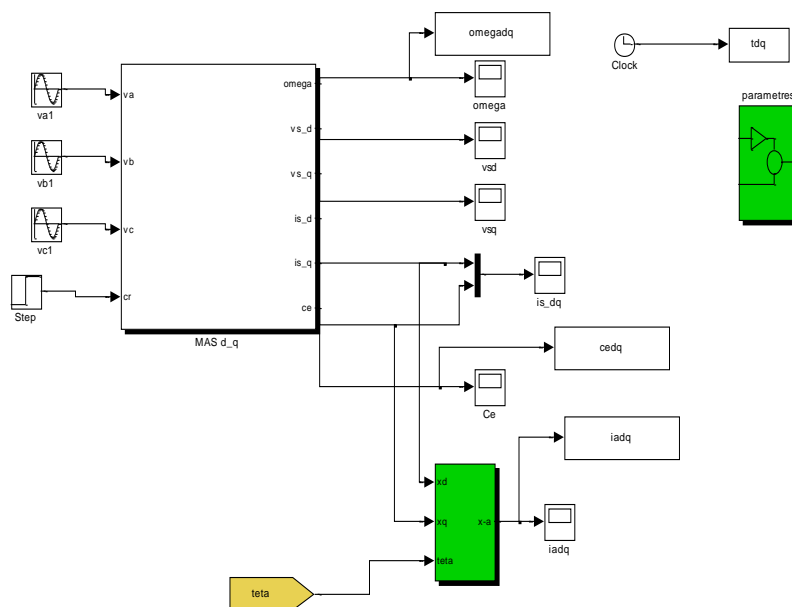 omegadq
tdq
Clock
omega
omega
va
va1
parametres
vs_d
vsd
vb
vb1
vs_q
vsq
is_d
vc
vc1
is_q
is_dq
cr
Step
ce
MAS d_q
cedq
Ce
iadq
xd
xq
x-a
iadq
teta
teta